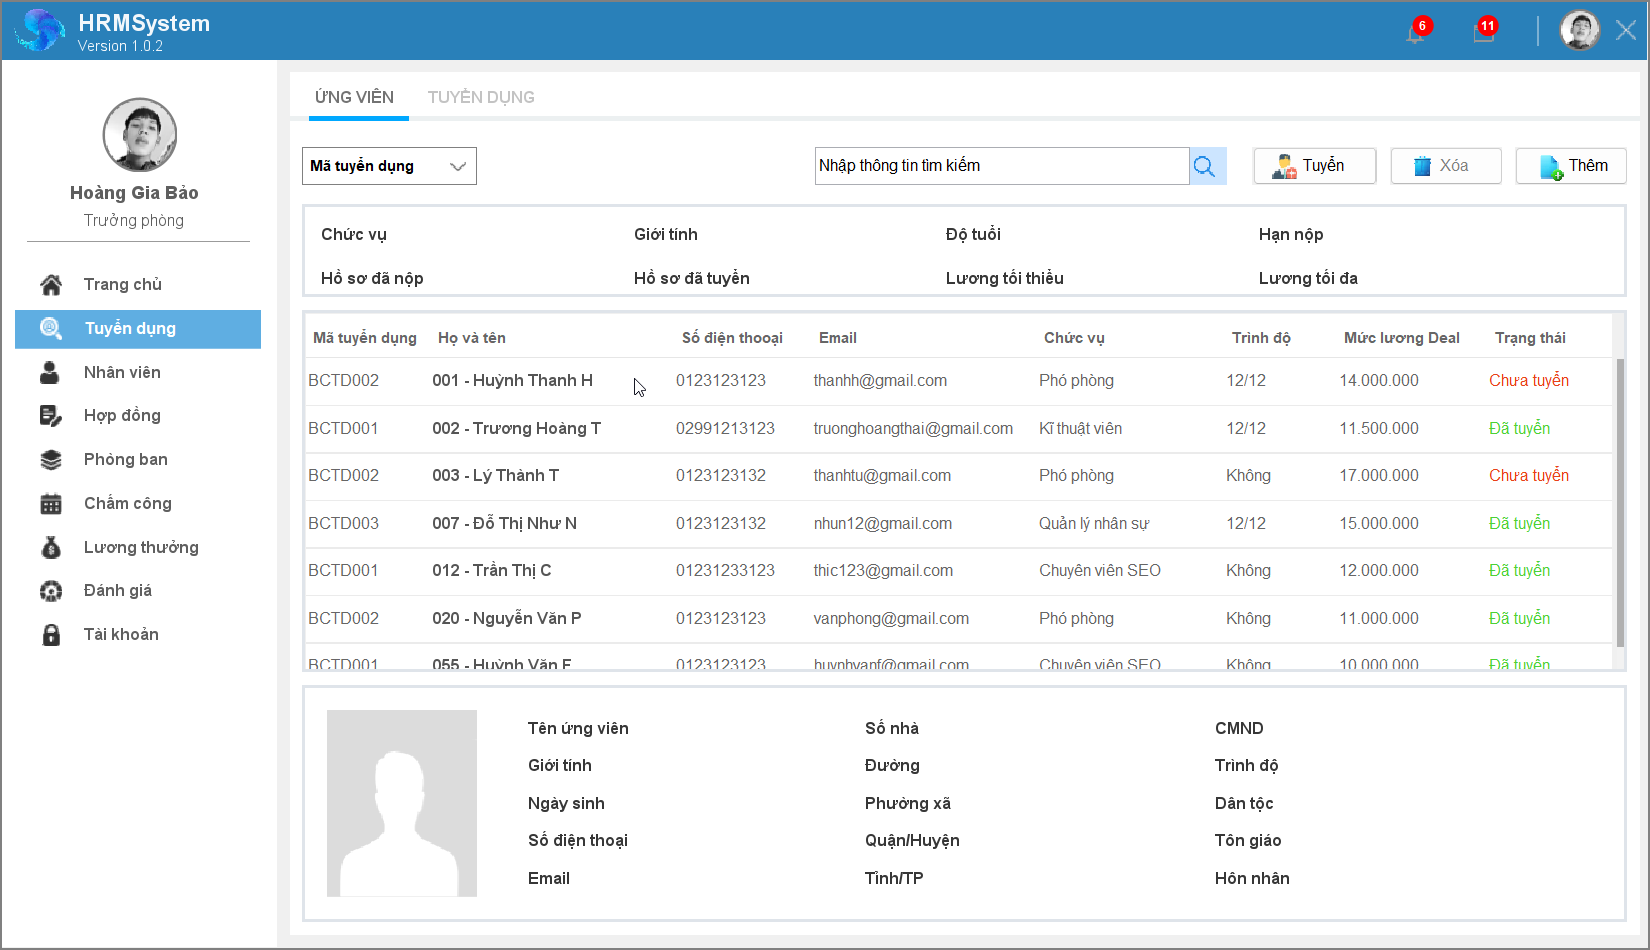 HRMSystem
Version 1.0.2
6
11
Hoàng Gia Bảo
Trưởng phòng
Trang chủ
Tuyển dụng
Nhân viên
Hợp đồng
Phòng ban
Chấm công
Lương thưởng
Đánh giá
Tài khoản
ỨNG VIÊN TUYỂN DỤNG
Mã tuyển dụng Nhập thông tin tìm kiếm Tuyển Xóa Thêm
Chức vụ Giới tính Độ tuổi Hạn nộp
Hồ sơ đã nộp Hồ sơ đã tuyển Lương tối thiểu Lương tối đa
Mã tuyển dụng Họ và tên Số điện thooại Email Chức vụ Trình độ Mức lương Deal Trạng thái
BCTD002 001 - Huỳnh Thanh H 0123123123 thanhh@gmail.com Phó phòng 12/12 14.000.000 Chưa tuyển
BCTD001 002 - Trương Hoàng T 02991213123 truonghoangthai@gmail.com Kĩ thuật viên 12/12 11.500.000 Đã tuyển
BCTD002 003 - Lý Thành T 0123123132 thanhtu@gmail.com Phó phòng Không 17.000.000 Chưa tuyển
BCTD003 007 - Đỗ Thị Như N 0123123132 nhun12@gmail.com Quản lý nhân sự 12/12 15.000.000 Đã tuyển
BCTD001 012 - Trần Thị C 01231233123 thic123@gmail.com Chuyên viên SEO Không 12.000.000 Đã tuyển
BCTD002 020 - Nguyễn Văn P 0123123123 vanphong@gmail.com Phó phòng Không 11.000.000 Đã tuyển
BCTD001 055 - Huỳnh Văn F 0123123123 huynhvanf@gmail.com Chuyên viên SEO Không 10.000.000 Đã tuyển
Tên ứng viên Số nhà CMND
Giới tính Đường Trình độ
Ngày sinh Phường xã Dân tộc
Số điện thoại Quận/Huyện Tôn giáo
Email Tỉnh/TP Hôn nhân